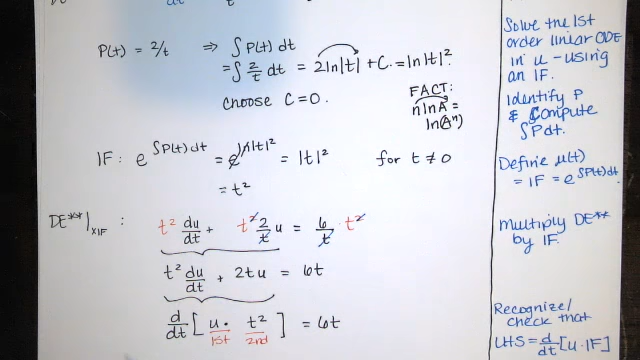 P(t) = 2/t ⇒ ∫P(t) dt
= ∫ 2/t dt = 2ln|t| + C = ln|t|².
choose C=0.
FACT:
n ln A =
ln(Aⁿ)
IF: e^∫P(t)dt = e^ln|t|² = |t|² for t ≠ 0
= t²
DE**|xIF : t² du/dt + t² 2/t u = 6/t · t²
t² du/dt + 2tu = 6t
d/dt [ u · t² ] = 6t
1st 2nd
Solve the 1st
order linear ODE
in u - using
an IF.
Identify P
& Compute
∫Pdt.
Define μ(t)
= IF = e^∫P(t)dt
Multiply DE**
by IF.
Recognize/
check that
LHS = d/dt [u·IF]